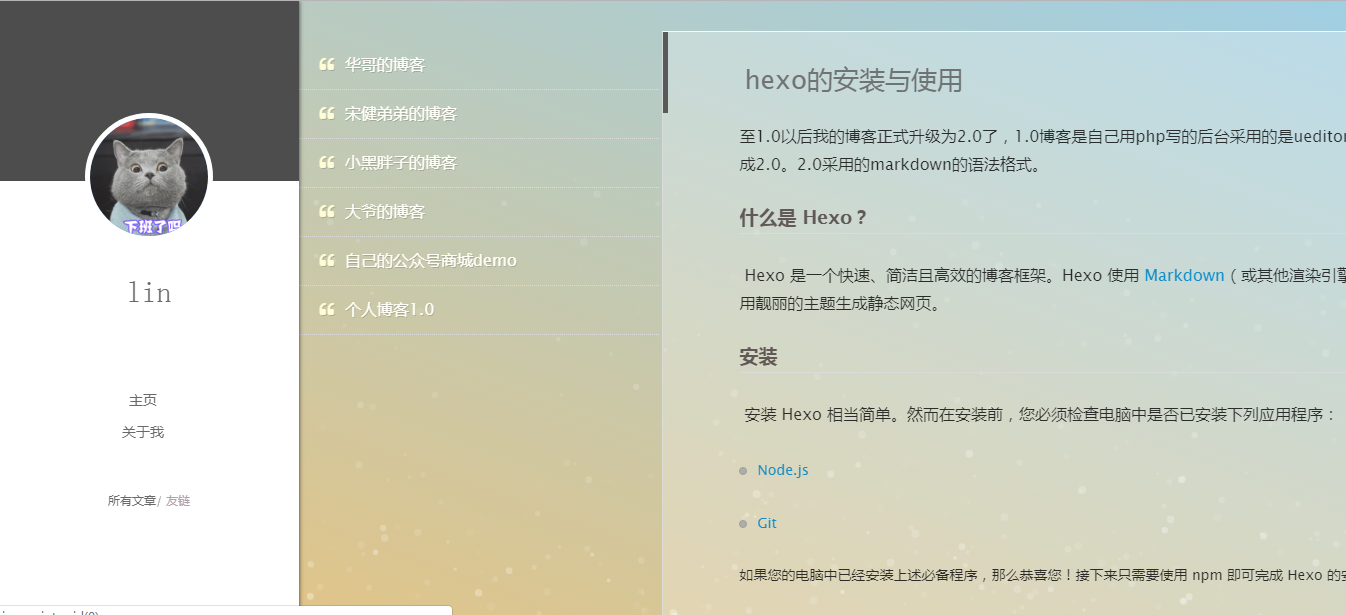 下班了吗
lin
主页
关于我
所有文章/ 友链
华哥的博客
宋健弟弟的博客
小黑胖子的博客
大爷的博客
自己的公众号商城demo
个人博客1.0
hexo的安装与使用
至1.0以后我的博客正式升级为2.0了，1.0博客是自己用php写的后台采用的是ueditor
成2.0。2.0采用的markdown的语法格式。
什么是 Hexo？
Hexo 是一个快速、简洁且高效的博客框架。Hexo 使用 Markdown（或其他渲染引擎
用靓丽的主题生成静态网页。
安装
安装 Hexo 相当简单。然而在安装前，您必须检查电脑中是否已安装下列应用程序：
Node.js
Git
如果您的电脑中已经安装上述必备程序，那么恭喜您！接下来只需要使用 npm 即可完成 Hexo 的安